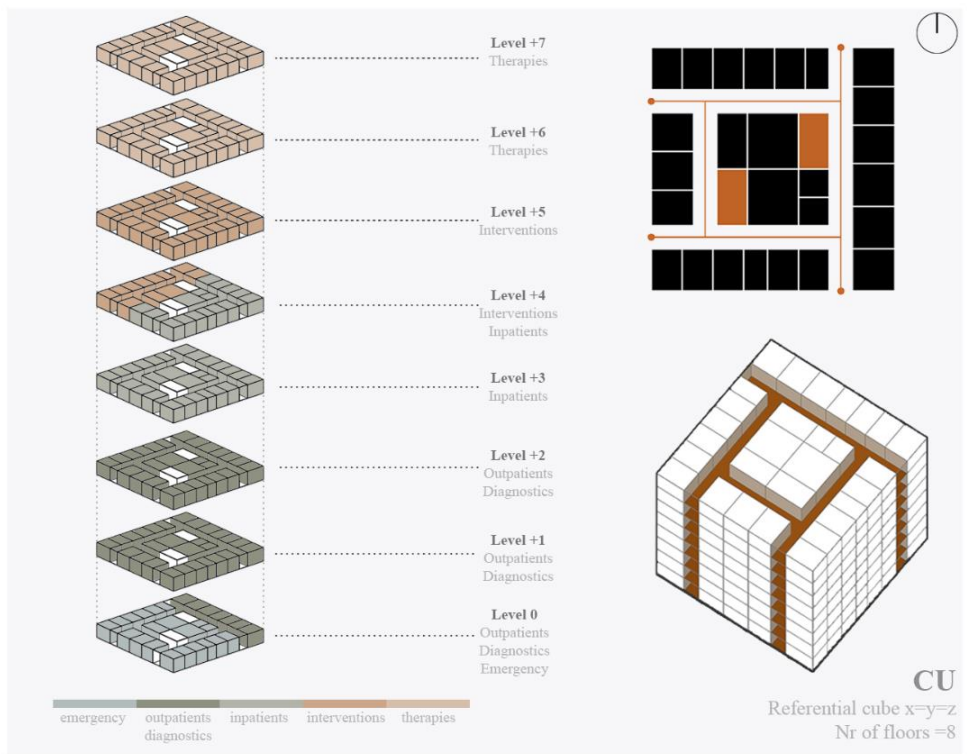 Level +7
Therapies
Level +6
Therapies
Level +5
Interventions
Level +4
Interventions
Inpatients
Level +3
Inpatients
Level +2
Outpatients
Diagnostics
Level +1
Outpatients
Diagnostics
Level 0
Outpatients
Diagnostics
Emergency
emergency
outpatients
diagnostics
inpatients
interventions
therapies
CU
Referential cube x=y=z
Nr of floors =8